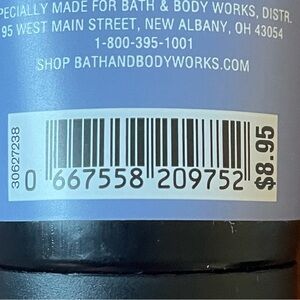 PECIALLY MADE FOR BATH & BODY WORKS, DISTR.
95 WEST MAIN STREET, NEW ALBANY, OH 43054
1-800-395-1001
SHOP BATHANDBODYWORKS.COM
30627238
0 667558 209752
$8.95